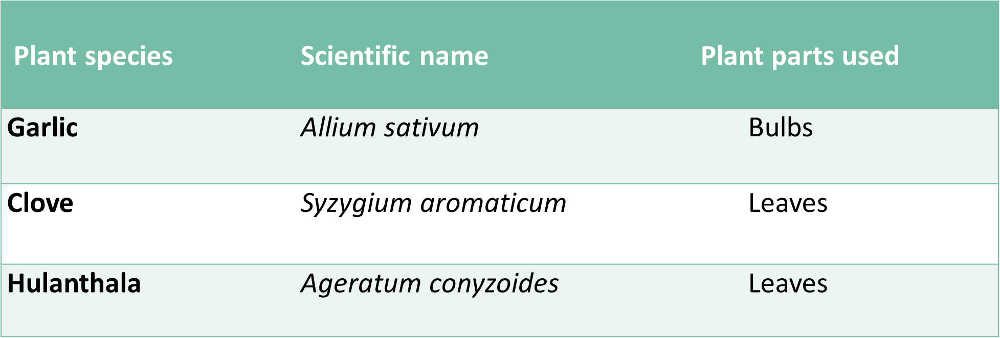 Plant species Scientific name Plant parts used
Garlic Allium sativum Bulbs
Clove Syzygium aromaticum Leaves
Hulanthala Ageratum conyzoides Leaves